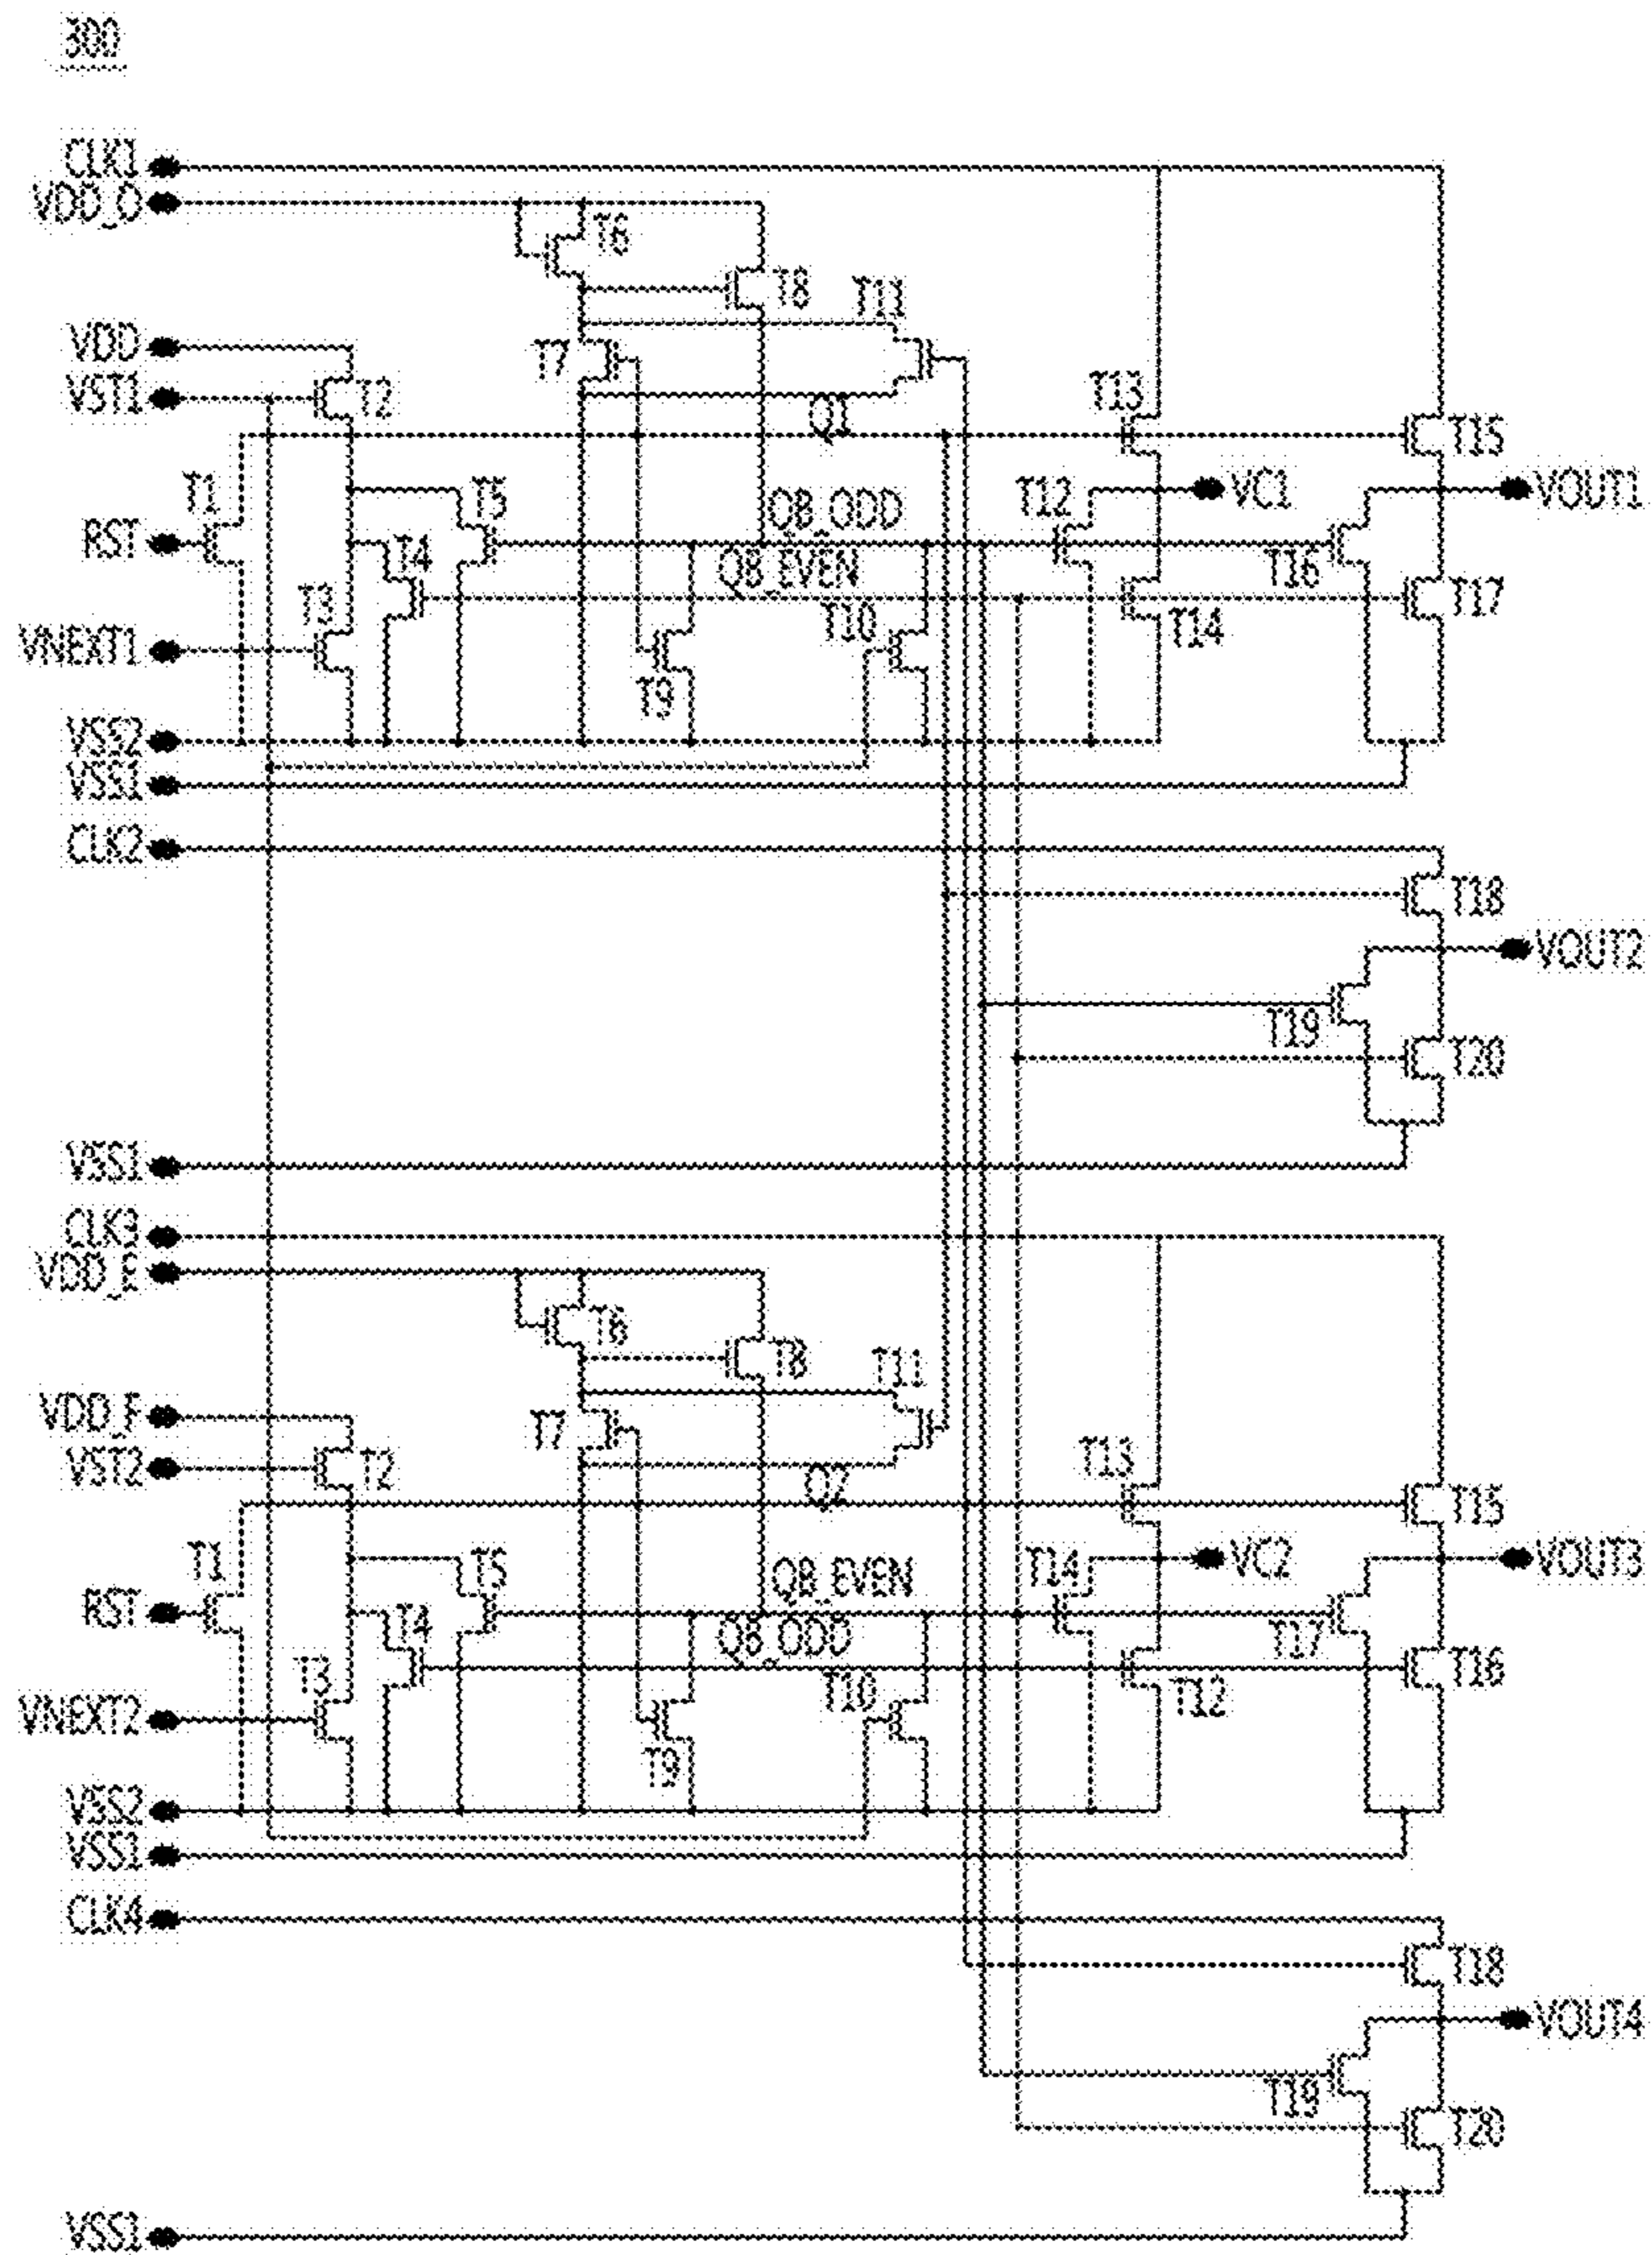 300
CLK1
VDD_O
T6
T8
T11
VDD
T7
T13
VST1
T2
Q1
T15
T1
T5
T12
VC1
VOUT1
QB_ODD
RST
T4
QB_EVEN
T16
T3
T10
T14
T17
VNEXT1
T9
VSS2
VSS1
CLK2
T18
VOUT2
T19
T20
VSS1
CLK3
VDD_E
T6
T8
T11
VDD_F
T7
T13
VST2
T2
Q2
T15
T1
T5
T14
VC2
VOUT3
QB_EVEN
RST
T4
QB_ODD
T17
T3
T10
T12
T16
VNEXT2
T9
VSS2
VSS1
CLK4
T18
VOUT4
T19
T20
VSS1